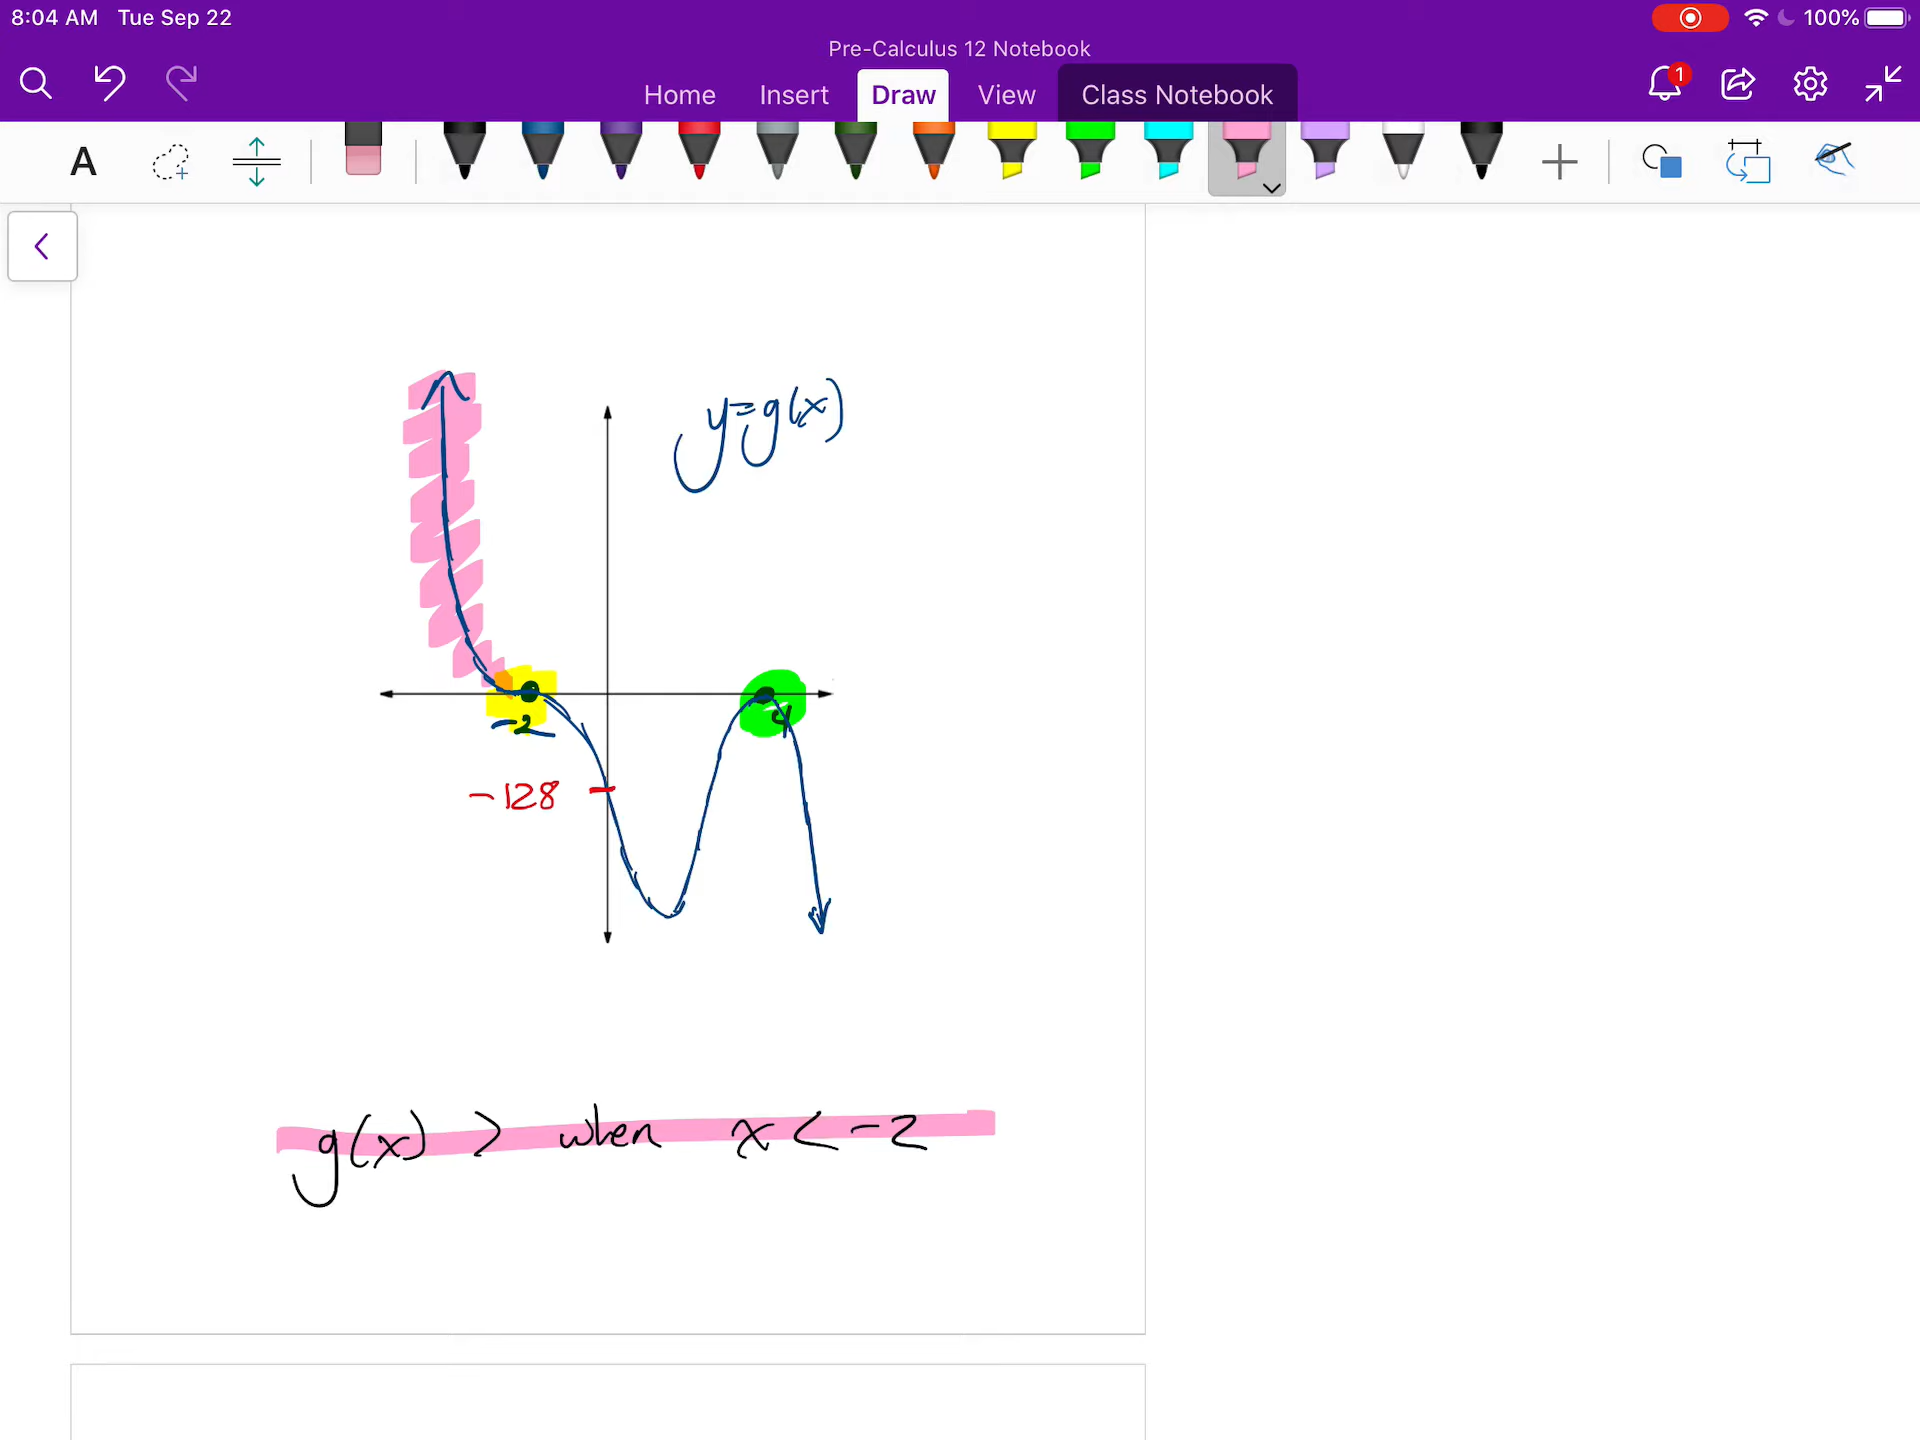 8:04 AM Tue Sep 22
100%
Pre-Calculus 12 Notebook
Home Insert Draw View Class Notebook
1
A
y=g(x)
-2
4
-128
g(x) > when x < -2